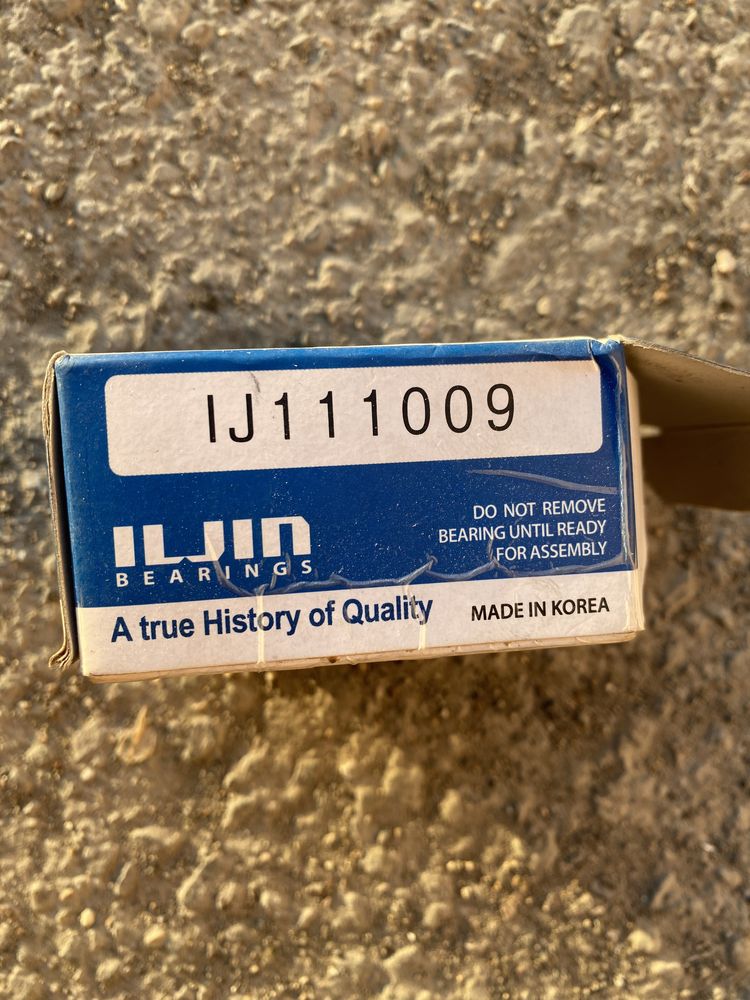 IJ111009
ILJIN
BEARINGS
DO NOT REMOVE
BEARING UNTIL READY
FOR ASSEMBLY
A true History of Quality
MADE IN KOREA